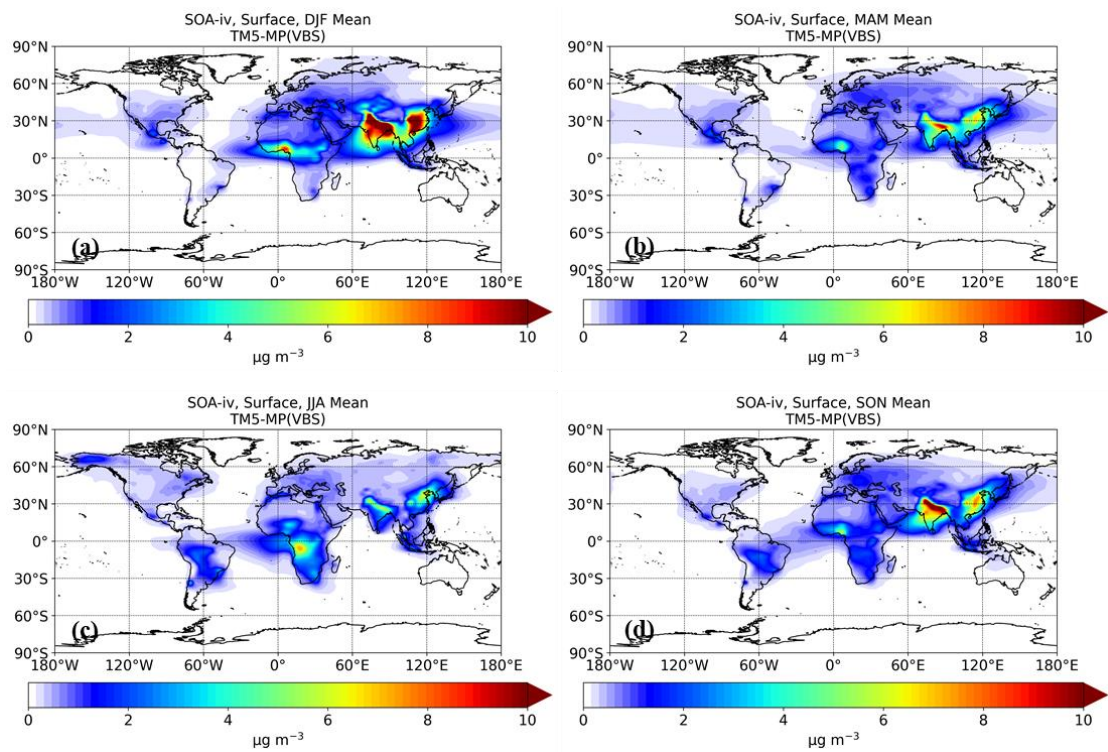 SOA-iv, Surface, DJF Mean
TM5-MP(VBS)
90°N
60°N
30°N
0°
30°S
60°S
90°S
(a)
180°W 120°W 60°W 0° 60°E 120°E 180°E
0 2 4 6 8 10
µg m⁻³
SOA-iv, Surface, MAM Mean
TM5-MP(VBS)
90°N
60°N
30°N
0°
30°S
60°S
90°S
(b)
180°W 120°W 60°W 0° 60°E 120°E 180°E
0 2 4 6 8 10
µg m⁻³
SOA-iv, Surface, JJA Mean
TM5-MP(VBS)
90°N
60°N
30°N
0°
30°S
60°S
90°S
(c)
180°W 120°W 60°W 0° 60°E 120°E 180°E
0 2 4 6 8 10
µg m⁻³
SOA-iv, Surface, SON Mean
TM5-MP(VBS)
90°N
60°N
30°N
0°
30°S
60°S
90°S
(d)
180°W 120°W 60°W 0° 60°E 120°E 180°E
0 2 4 6 8 10
µg m⁻³